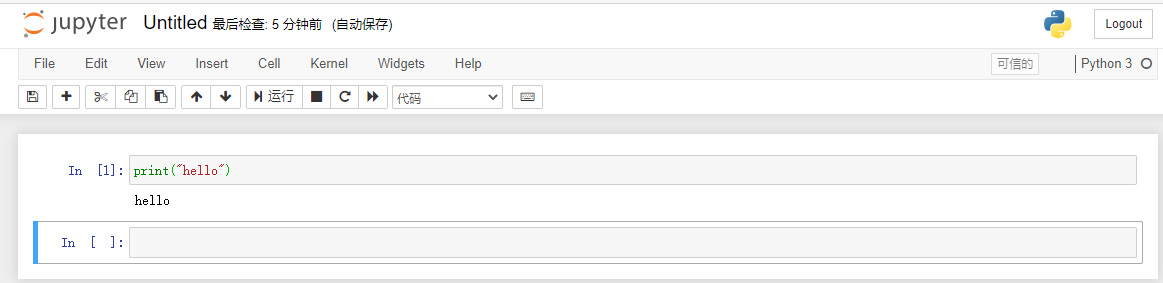 jupyter Untitled 最后检查: 5 分钟前 (自动保存) Logout
File Edit View Insert Cell Kernel Widgets Help 可信的 Python 3
运行 代码
In [1]: print("hello")
hello
In [ ]: